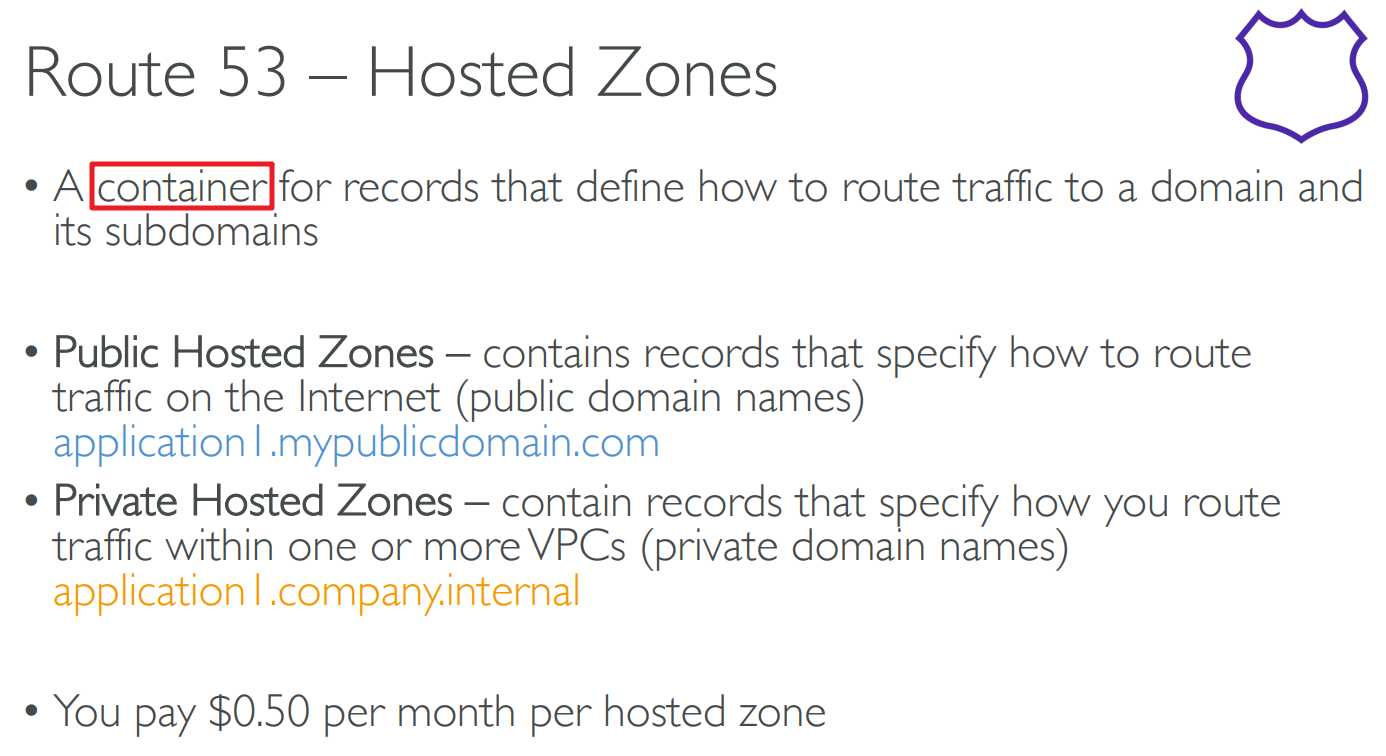 Route 53 – Hosted Zones
• A container for records that define how to route traffic to a domain and
its subdomains
• Public Hosted Zones – contains records that specify how to route
traffic on the Internet (public domain names)
application1.mypublicdomain.com
• Private Hosted Zones – contain records that specify how you route
traffic within one or more VPCs (private domain names)
application1.company.internal
• You pay $0.50 per month per hosted zone